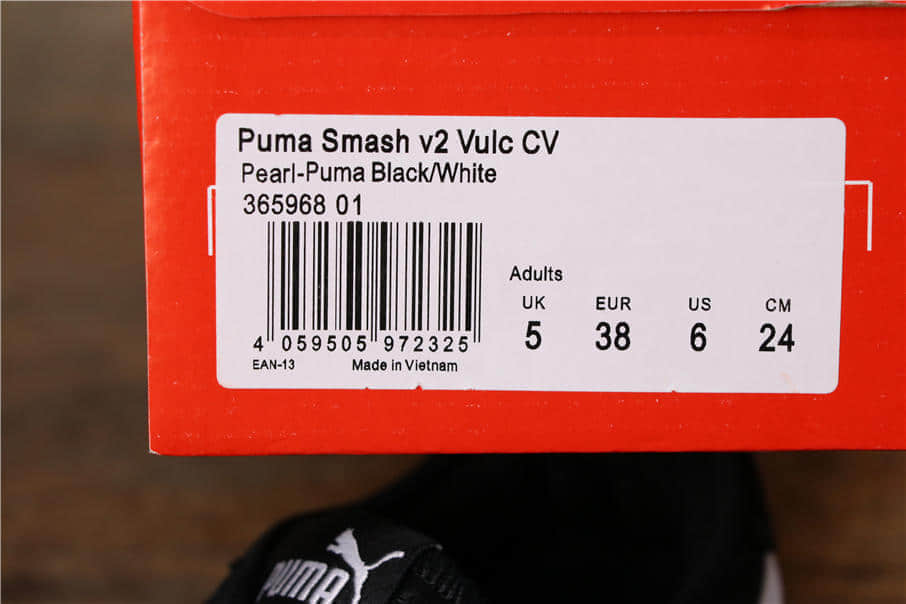 Puma Smash v2 Vulc CV
Pearl-Puma Black/White
365968 01
4 059505 972325
EAN-13 Made in Vietnam
Adults
UK EUR US CM
5 38 6 24
PUMA